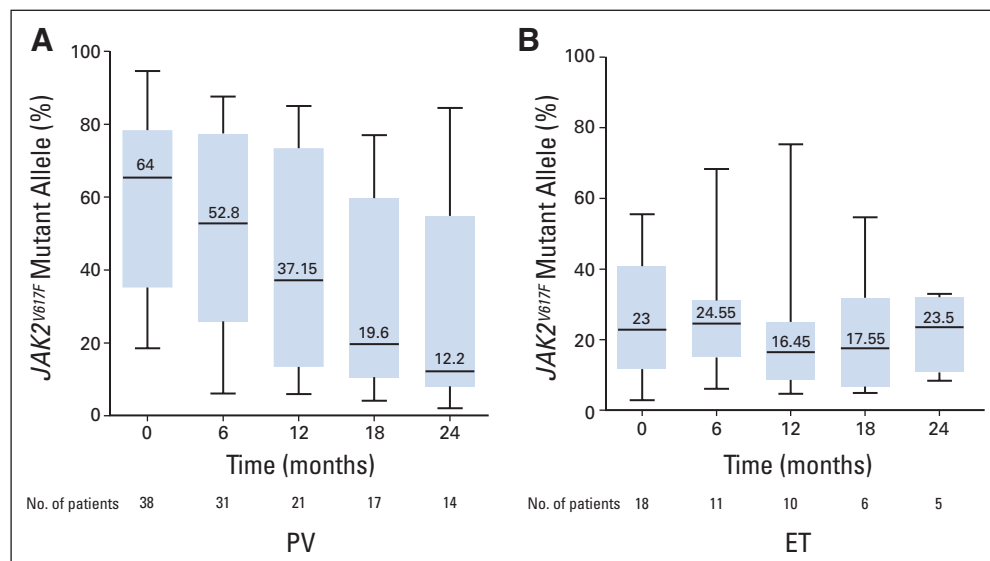 A
JAK2V617F Mutant Allele (%)
100
80
60
40
20
0
64
52.8
37.15
19.6
12.2
0 6 12 18 24
Time (months)
No. of patients 38 31 21 17 14
PV
B
JAK2V617F Mutant Allele (%)
100
80
60
40
20
0
23
24.55
16.45
17.55
23.5
0 6 12 18 24
Time (months)
No. of patients 18 11 10 6 5
ET